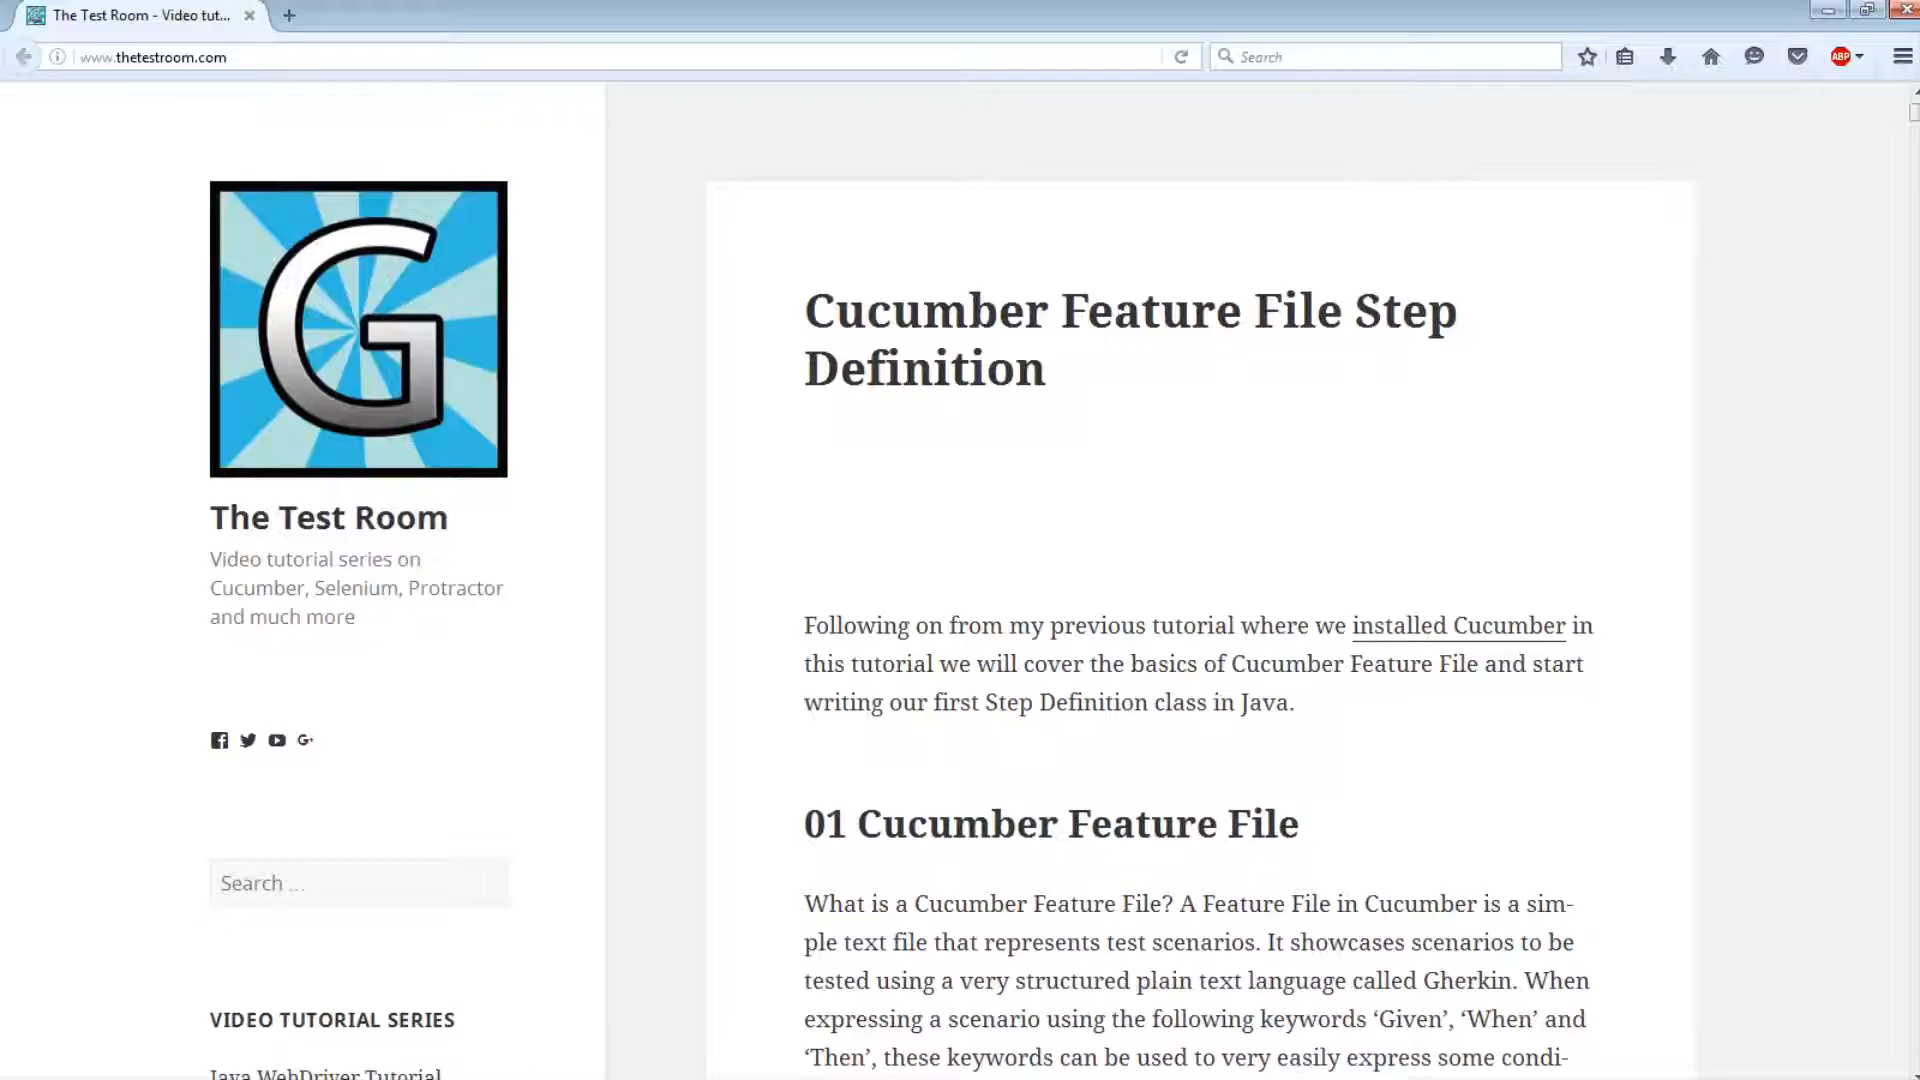 The Test Room - Video tut...
www.thetestroom.com
Search
ABP
G
The Test Room
Video tutorial series on
Cucumber, Selenium, Protractor
and much more
Search ...
VIDEO TUTORIAL SERIES
Java WebDriver Tutorial
Cucumber Feature File Step
Definition
Following on from my previous tutorial where we installed Cucumber in
this tutorial we will cover the basics of Cucumber Feature File and start
writing our first Step Definition class in Java.
01 Cucumber Feature File
What is a Cucumber Feature File? A Feature File in Cucumber is a sim-
ple text file that represents test scenarios. It showcases scenarios to be
tested using a very structured plain text language called Gherkin. When
expressing a scenario using the following keywords ‘Given’, ‘When’ and
‘Then’, these keywords can be used to very easily express some condi-